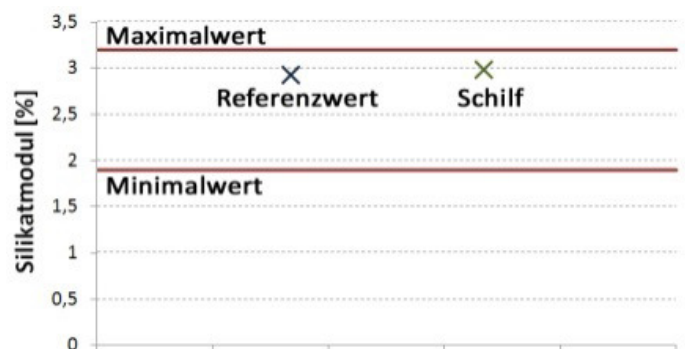 Silikatmodul [%]
3,5
3
2,5
2
1,5
1
0,5
0
Maximalwert
Referenzwert
Schilf
Minimalwert